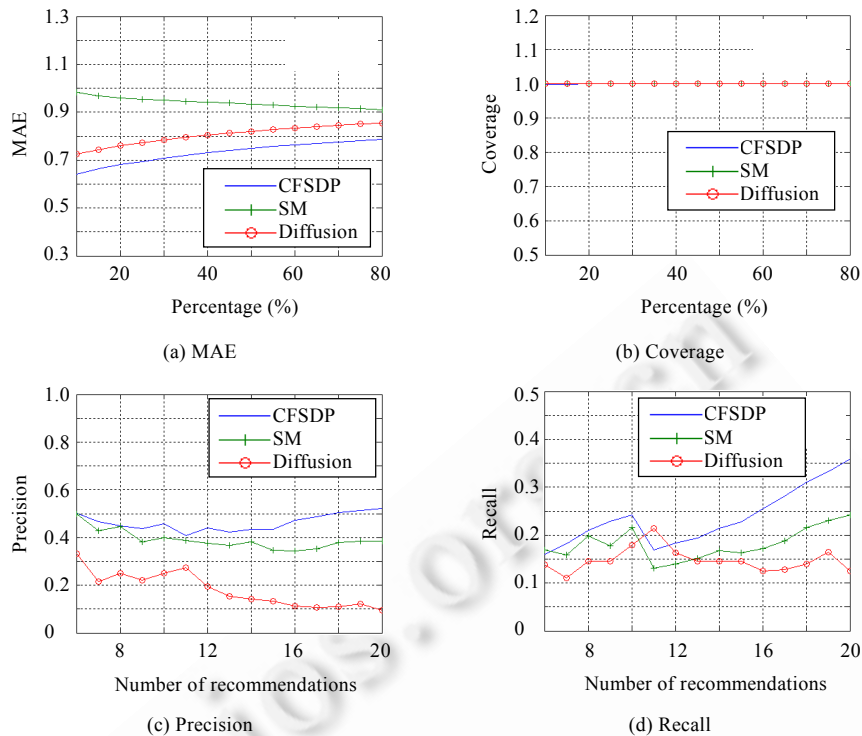 1.3
1.1
0.9
0.7
0.5
0.3
MAE
CFSDP
SM
Diffusion
20 40 60 80
Percentage (%)
(a) MAE
1.2
1.1
1.0
0.9
0.8
0.7
0.6
0.5
Coverage
CFSDP
SM
Diffusion
20 40 60 80
Percentage (%)
(b) Coverage
1.0
0.8
0.6
0.4
0.2
0
Precision
CFSDP
SM
Diffusion
8 12 16 20
Number of recommendations
(c) Precision
0.5
0.4
0.3
0.2
0.1
0
Recall
CFSDP
SM
Diffusion
8 12 16 20
Number of recommendations
(d) Recall